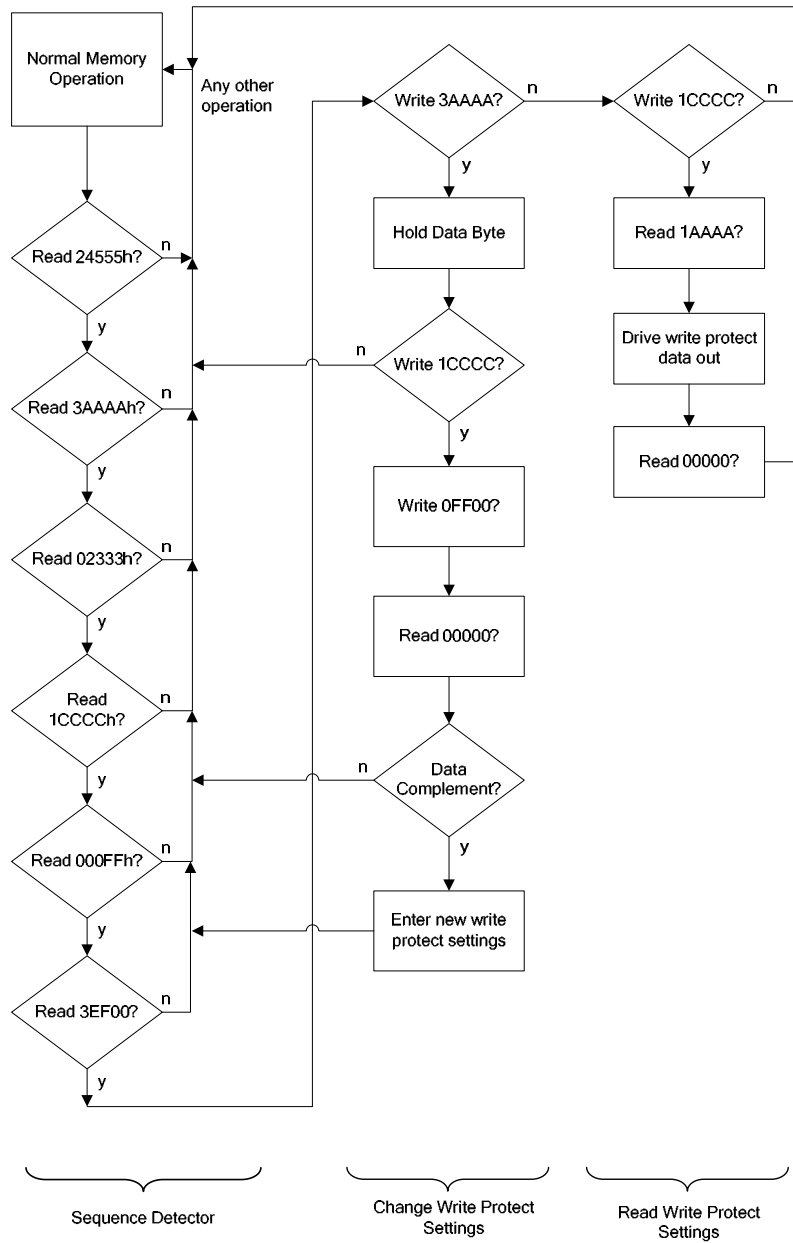 Normal Memory
Operation
Any other
operation
Read 24555h?
n
y
Read 3AAAAh?
n
y
Read 02333h?
n
y
Read
1CCCCh?
n
y
Read 000FFh?
n
y
Read 3EF00?
n
y
Sequence Detector
Write 3AAAA?
n
y
Hold Data Byte
Write 1CCCC?
n
y
Write 0FF00?
Read 00000?
Data
Complement?
n
y
Enter new write
protect settings
Change Write Protect
Settings
Write 1CCCC?
n
y
Read 1AAAA?
Drive write protect
data out
Read 00000?
Read Write Protect
Settings